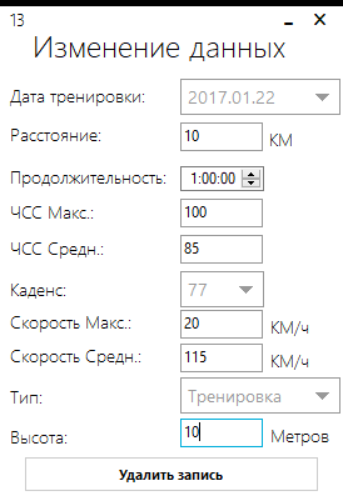 13
Изменение данных
Дата тренировки: 2017.01.22
Расстояние: 10 КМ
Продолжительность: 1:00:00
ЧСС Макс.: 100
ЧСС Средн.: 85
Каденс: 77
Скорость Макс.: 20 КМ/ч
Скорость Средн.: 115 КМ/ч
Тип: Тренировка
Высота: 10 Метров
Удалить запись